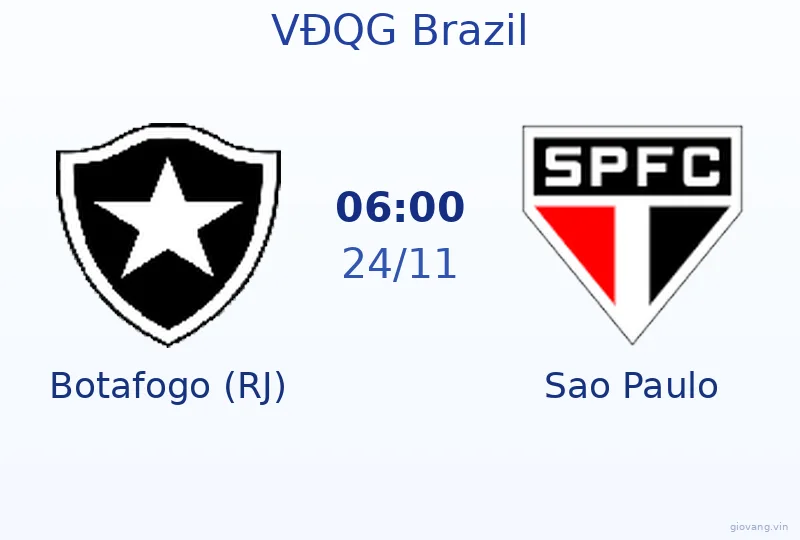 VĐQG Brazil
SPFC
06:00
24/11
Botafogo (RJ)
Sao Paulo
giovang.vin